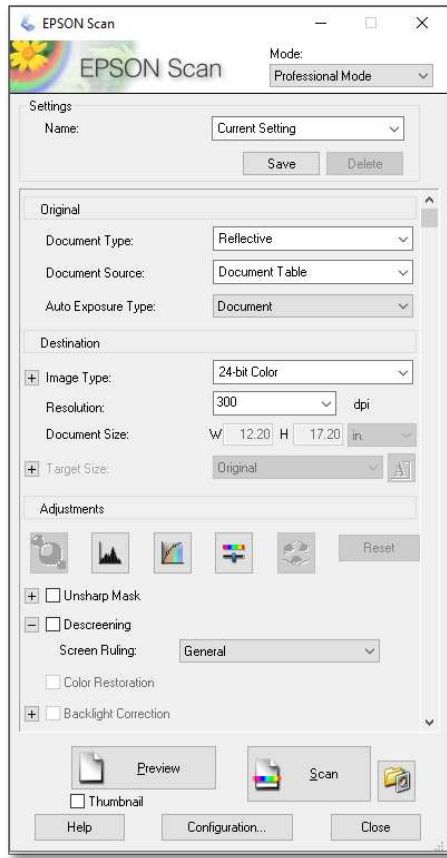 EPSON Scan
EPSON Scan
Mode:
Professional Mode
Settings
Name:
Current Setting
Save
Delete
Original
Document Type:
Reflective
Document Source:
Document Table
Auto Exposure Type:
Document
Destination
Image Type:
24-bit Color
Resolution:
300
dpi
Document Size:
W 12.20 H 17.20 in.
Target Size:
Original
A
Adjustments
Reset
Unsharp Mask
Descreening
Screen Ruling:
General
Color Restoration
Backlight Correction
Preview
Scan
Thumbnail
Help
Configuration...
Close